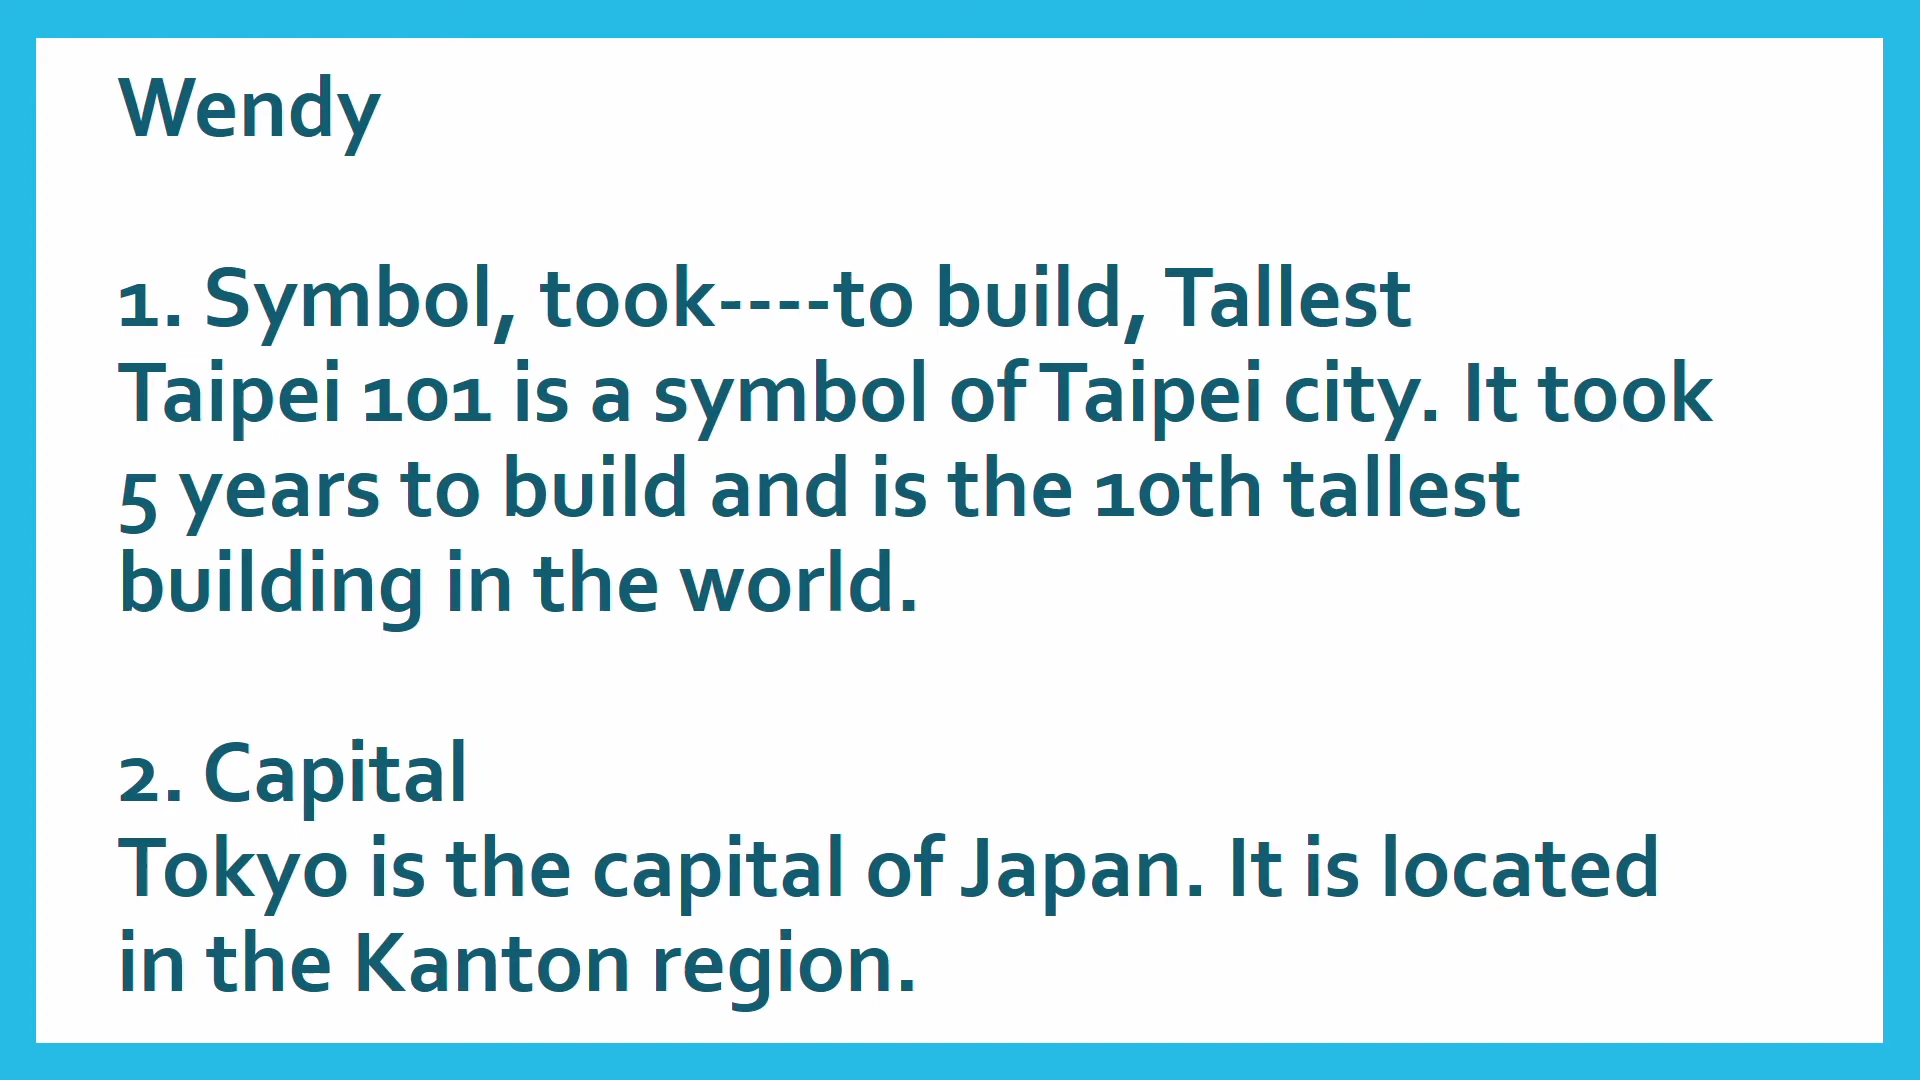 Wendy
1. Symbol, took----to build, Tallest
Taipei 101 is a symbol of Taipei city. It took
5 years to build and is the 10th tallest
building in the world.
2. Capital
Tokyo is the capital of Japan. It is located
in the Kanton region.